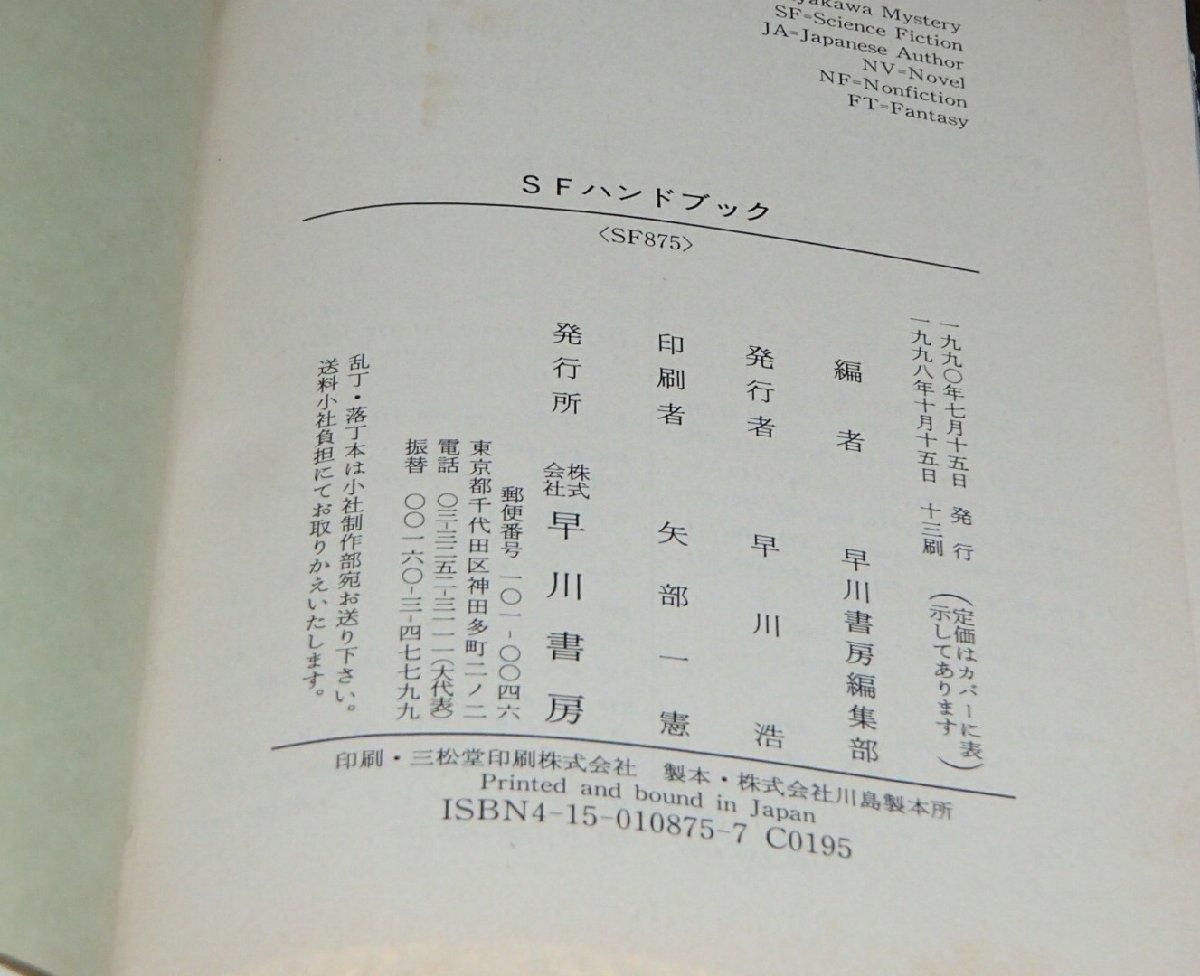 Mystery
SF=Science Fiction
JA=Japanese Author
NV=Novel
NF=Nonfiction
FT=Fantasy
SFハンドブック
〈SF875〉
一九九〇年七月十五日 発行
一九九八年十月十五日 十三刷
(定価はカバーに表
示してあります)
編者 早川書房編集部
発行者 早川浩
印刷者 矢部一憲
発行所 株式会社 早川書房
郵便番号 一〇一-〇〇四六
東京都千代田区神田多町二ノ二
電話 〇三-三二五二-三一一一(大代表)
振替 〇〇一六〇-三-四七七九九
乱丁・落丁本は小社制作部宛お送り下さい。
送料小社負担にてお取りかえいたします。
印刷・三松堂印刷株式会社 製本・株式会社川島製本所
Printed and bound in Japan
ISBN4-15-010875-7 C0195